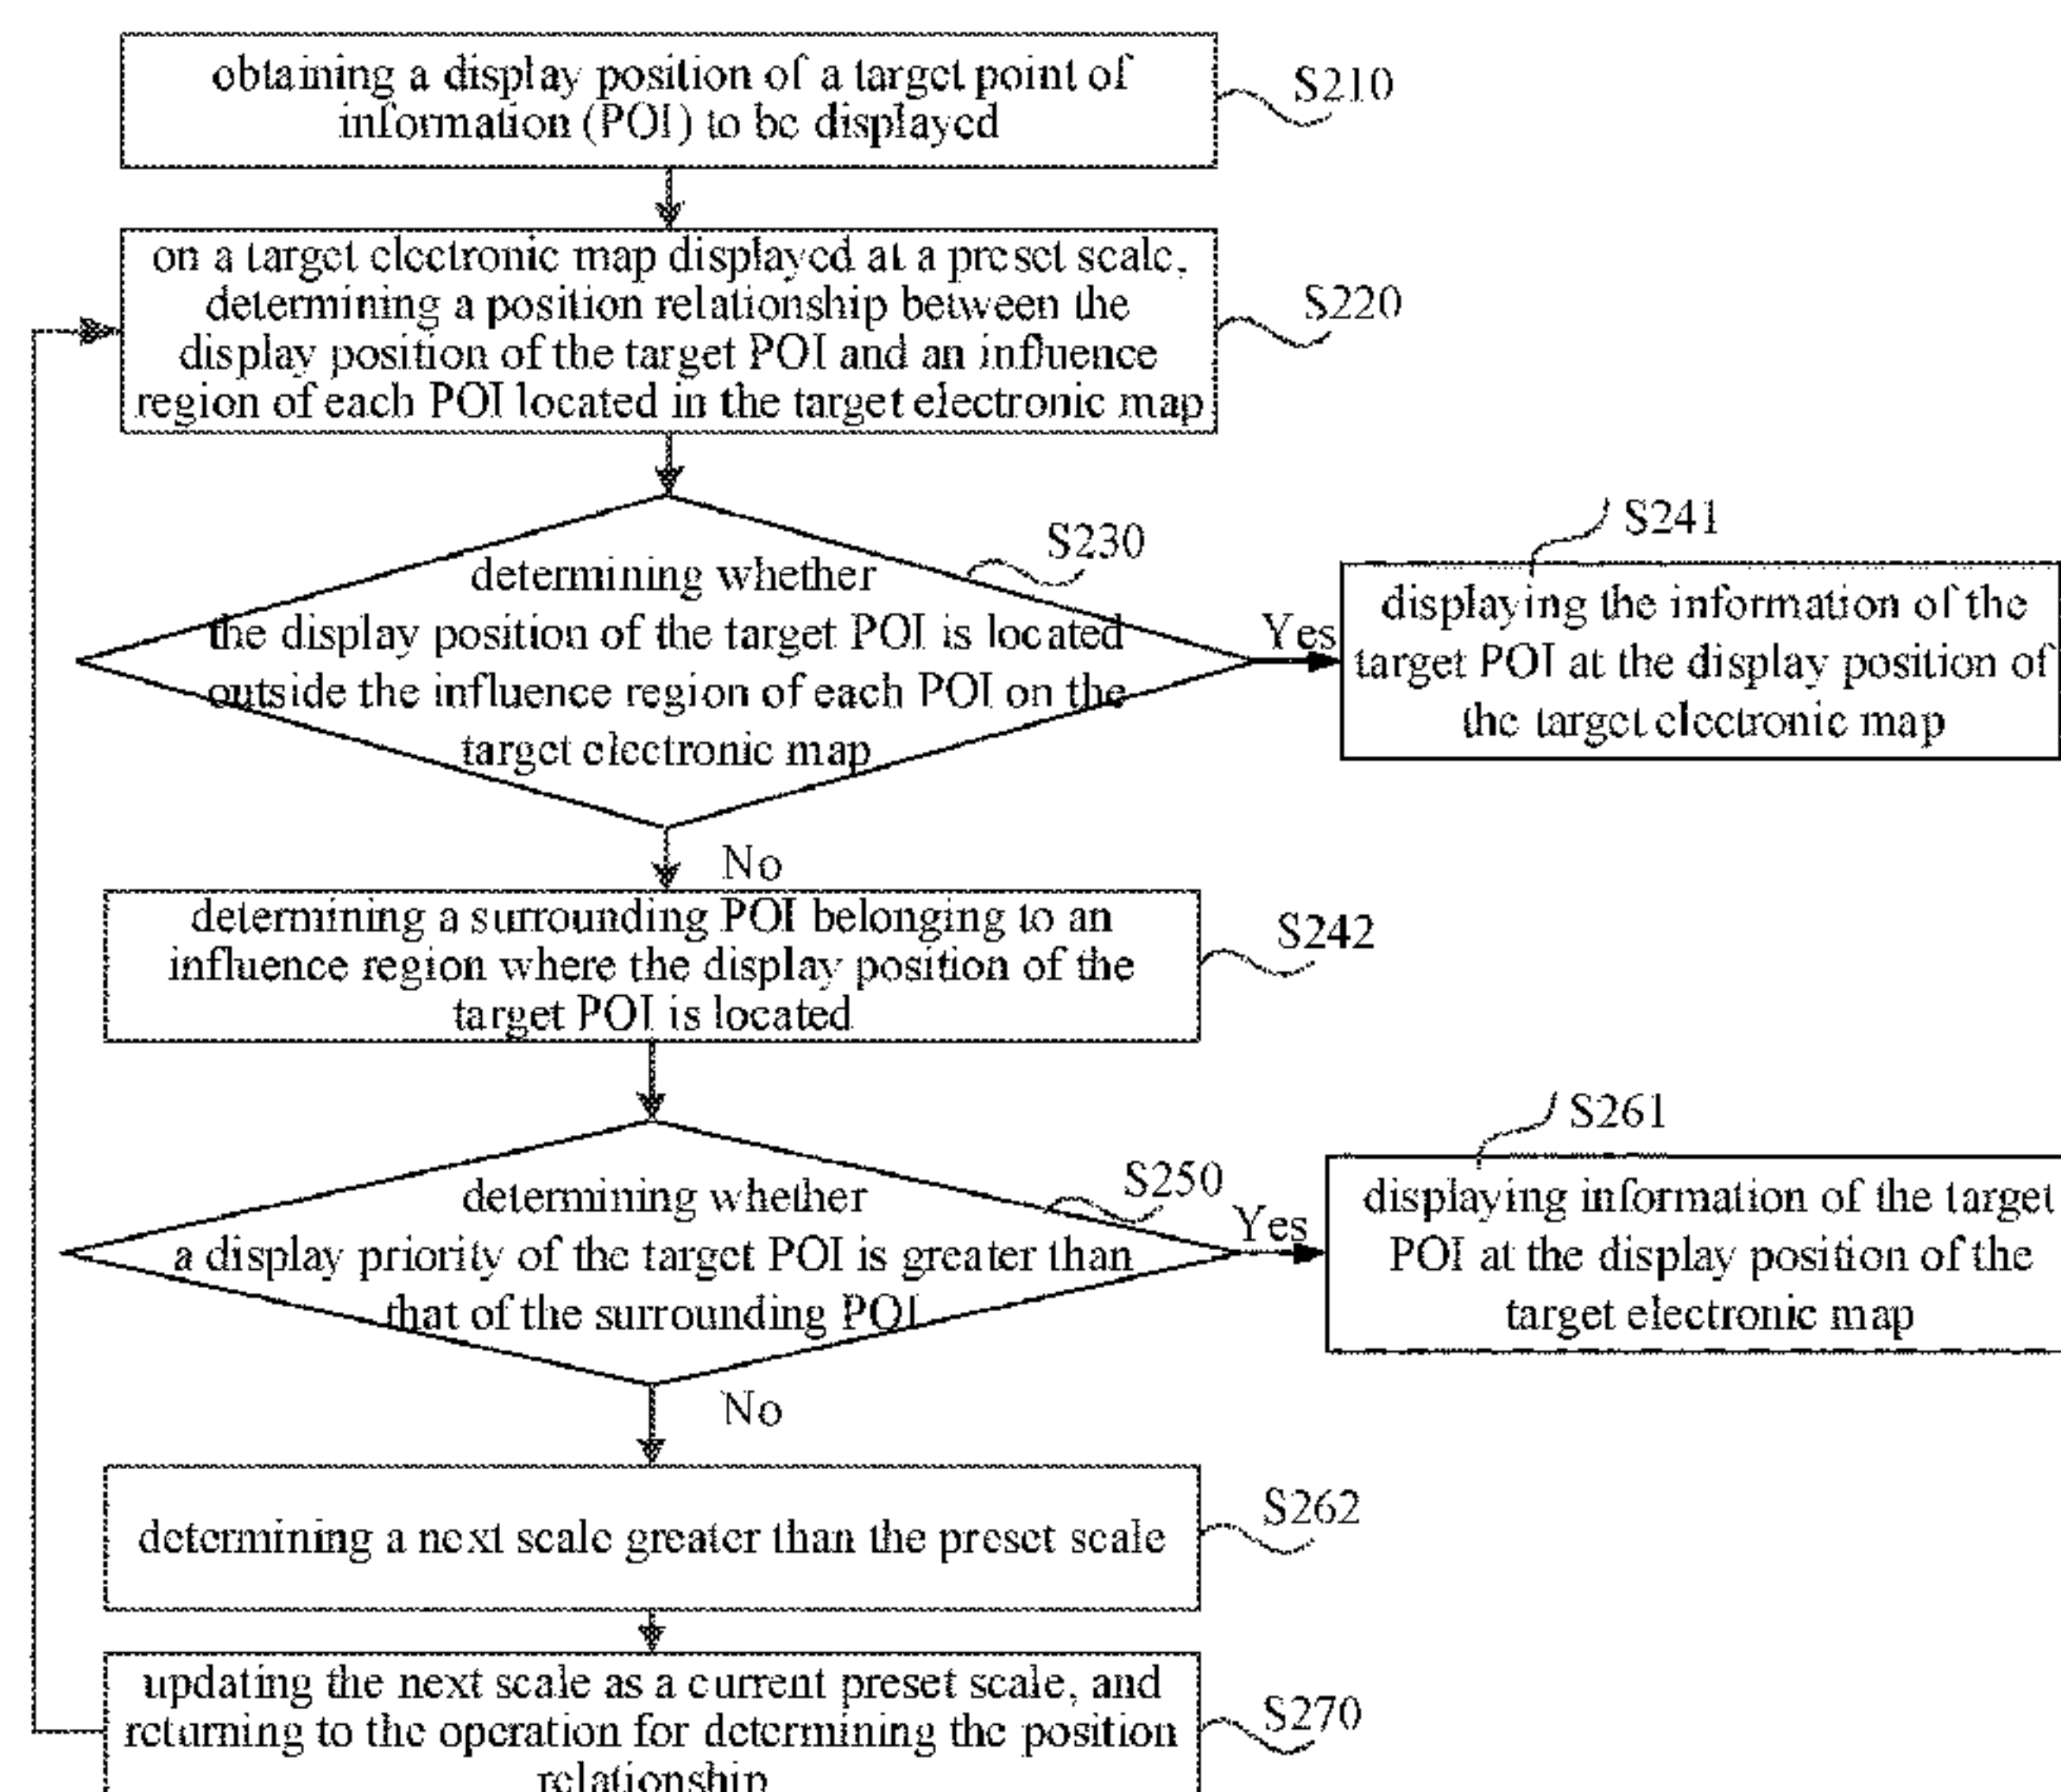 obtaining a display position of a target point of
information (POI) to be displayed
S210
on a target electronic map displayed at a preset scale,
determining a position relationship between the
display position of the target POI and an influence
region of each POI located in the target electronic map
S220
determining whether
the display position of the target POI is located
outside the influence region of each POI on the
target electronic map
S230
Yes
S241
displaying the information of the
target POI at the display position of
the target electronic map
No
determining a surrounding POI belonging to an
influence region where the display position of the
target POI is located
S242
determining whether
a display priority of the target POI is greater than
that of the surrounding POI
S250
Yes
S261
displaying information of the target
POI at the display position of the
target electronic map
No
determining a next scale greater than the preset scale
S262
updating the next scale as a current preset scale, and
returning to the operation for determining the position
relationship
S270